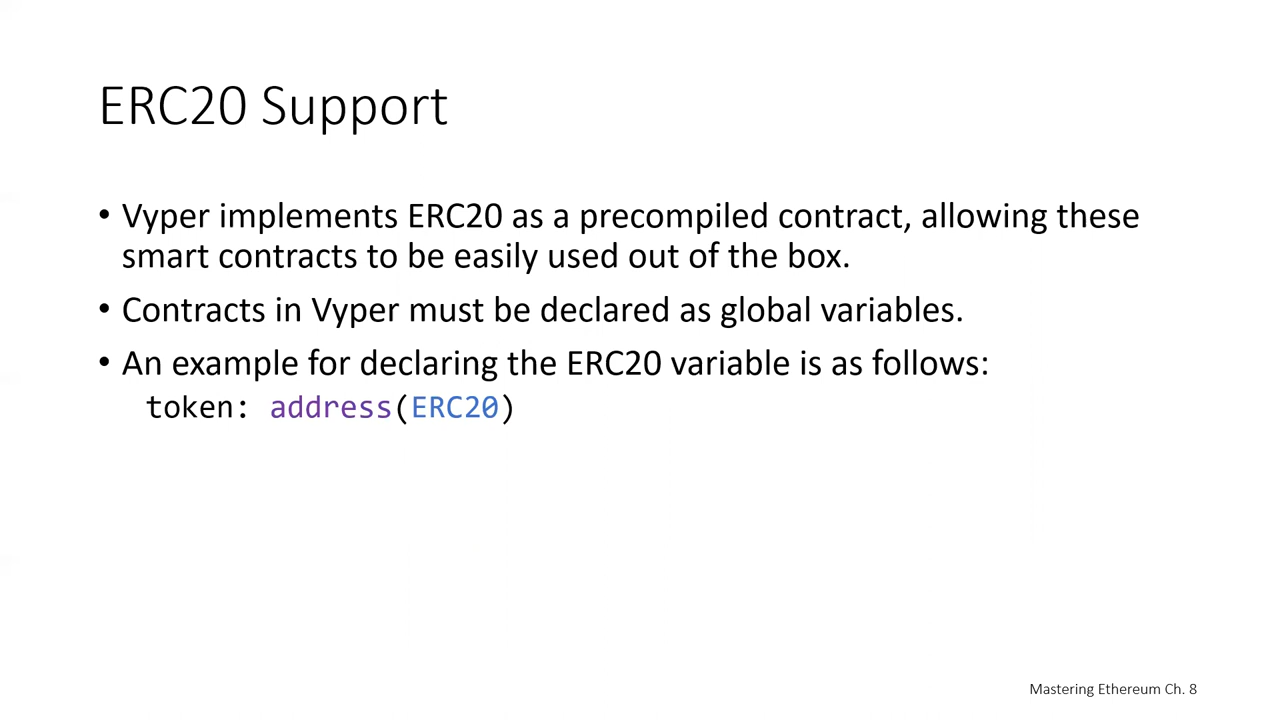 ERC20 Support
• Vyper implements ERC20 as a precompiled contract, allowing these
smart contracts to be easily used out of the box.
• Contracts in Vyper must be declared as global variables.
• An example for declaring the ERC20 variable is as follows:
token: address(ERC20)
Mastering Ethereum Ch. 8